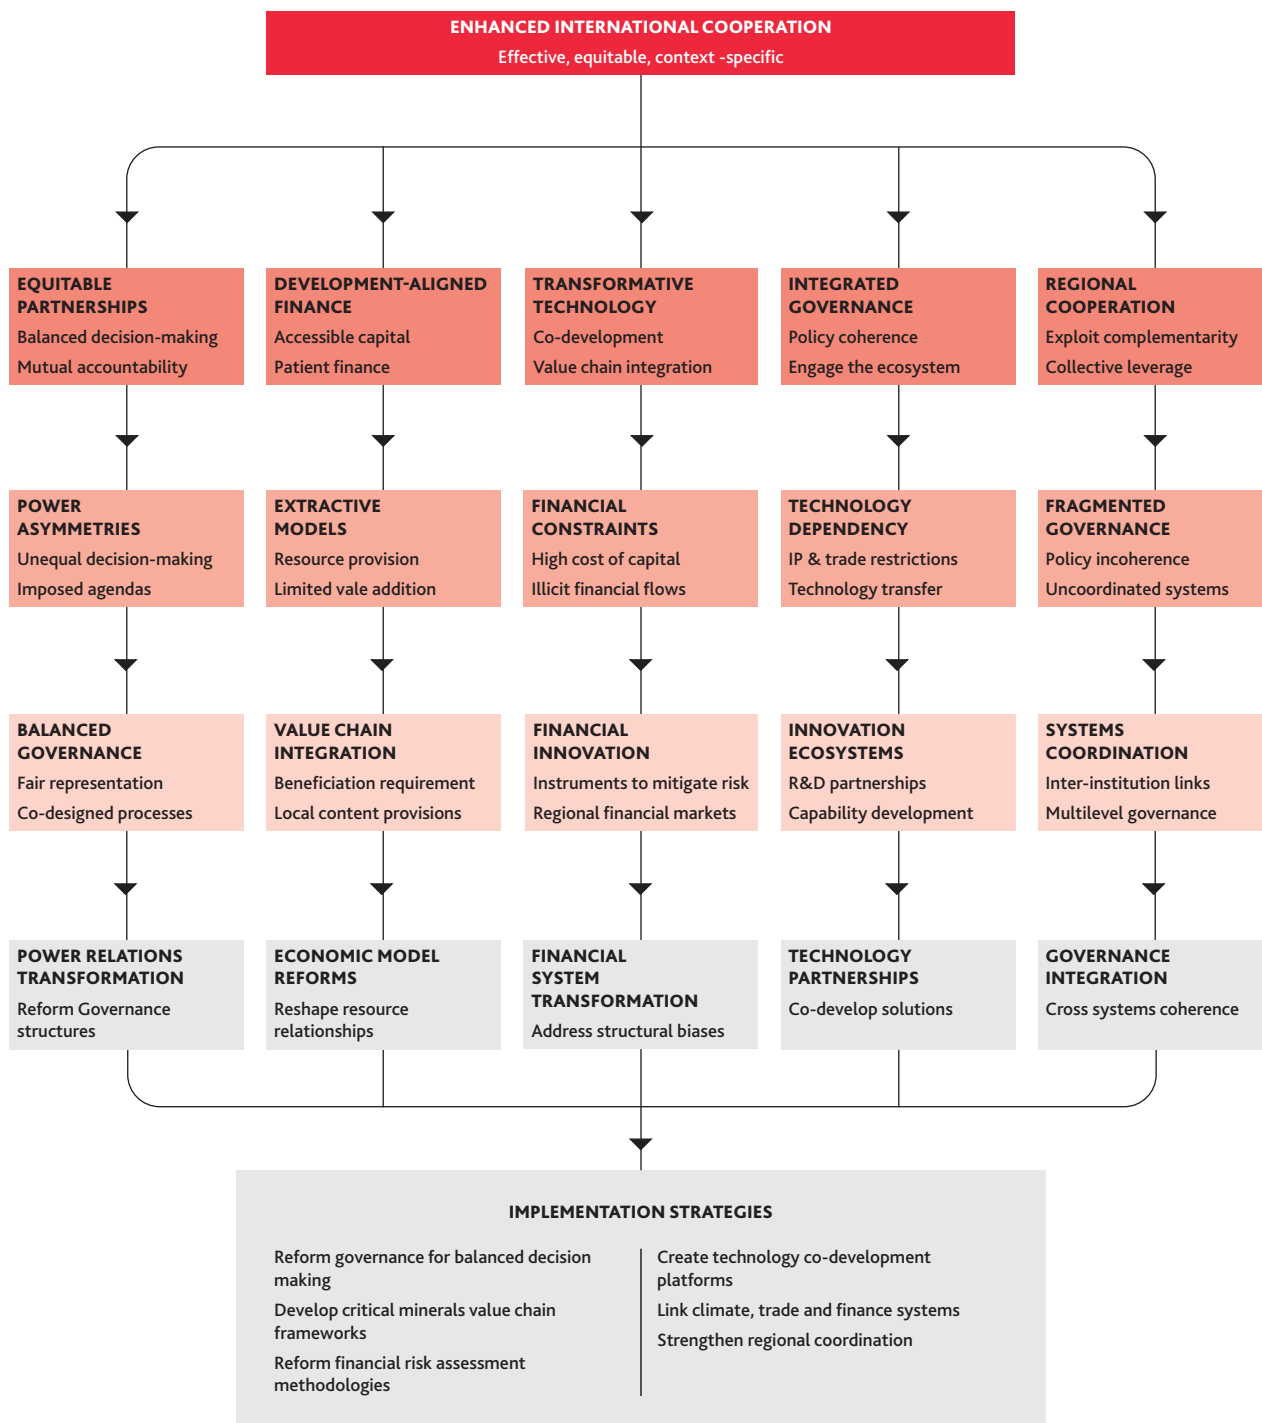 ENHANCED INTERNATIONAL COOPERATION
Effective, equitable, context -specific
EQUITABLE
PARTNERSHIPS
Balanced decision-making
Mutual accountability
DEVELOPMENT-ALIGNED
FINANCE
Accessible capital
Patient finance
TRANSFORMATIVE
TECHNOLOGY
Co-development
Value chain integration
INTEGRATED
GOVERNANCE
Policy coherence
Engage the ecosystem
REGIONAL
COOPERATION
Exploit complementarity
Collective leverage
POWER
ASYMMETRIES
Unequal decision-making
Imposed agendas
EXTRACTIVE
MODELS
Resource provision
Limited vale addition
FINANCIAL
CONSTRAINTS
High cost of capital
Illicit financial flows
TECHNOLOGY
DEPENDENCY
IP & trade restrictions
Technology transfer
FRAGMENTED
GOVERNANCE
Policy incoherence
Uncoordinated systems
BALANCED
GOVERNANCE
Fair representation
Co-designed processes
VALUE CHAIN
INTEGRATION
Beneficiation requirement
Local content provisions
FINANCIAL
INNOVATION
Instruments to mitigate risk
Regional financial markets
INNOVATION
ECOSYSTEMS
R&D partnerships
Capability development
SYSTEMS
COORDINATION
Inter-institution links
Multilevel governance
POWER RELATIONS
TRANSFORMATION
Reform Governance
structures
ECONOMIC MODEL
REFORMS
Reshape resource
relationships
FINANCIAL
SYSTEM
TRANSFORMATION
Address structural biases
TECHNOLOGY
PARTNERSHIPS
Co-develop solutions
GOVERNANCE
INTEGRATION
Cross systems coherence
IMPLEMENTATION STRATEGIES
Reform governance for balanced decision
making
Develop critical minerals value chain
frameworks
Reform financial risk assessment
methodologies
Create technology co-development
platforms
Link climate, trade and finance systems
Strengthen regional coordination